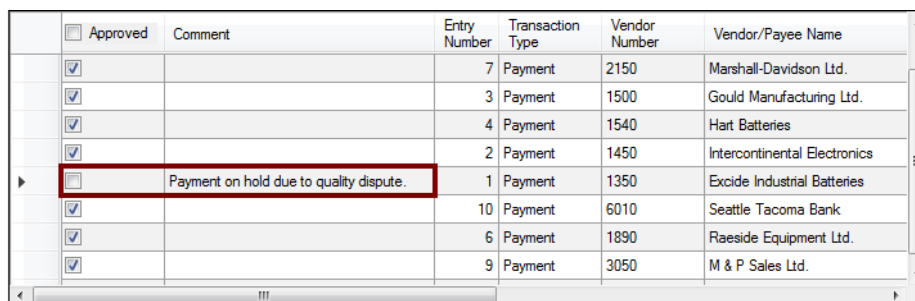 Approved Comment Entry Number Transaction Type Vendor Number Vendor/Payee Name
7 Payment 2150 Marshall-Davidson Ltd.
3 Payment 1500 Gould Manufacturing Ltd.
4 Payment 1540 Hart Batteries
2 Payment 1450 Intercontinental Electronics
Payment on hold due to quality dispute. 1 Payment 1350 Excide Industrial Batteries
10 Payment 6010 Seattle Tacoma Bank
6 Payment 1890 Raeside Equipment Ltd.
9 Payment 3050 M & P Sales Ltd.